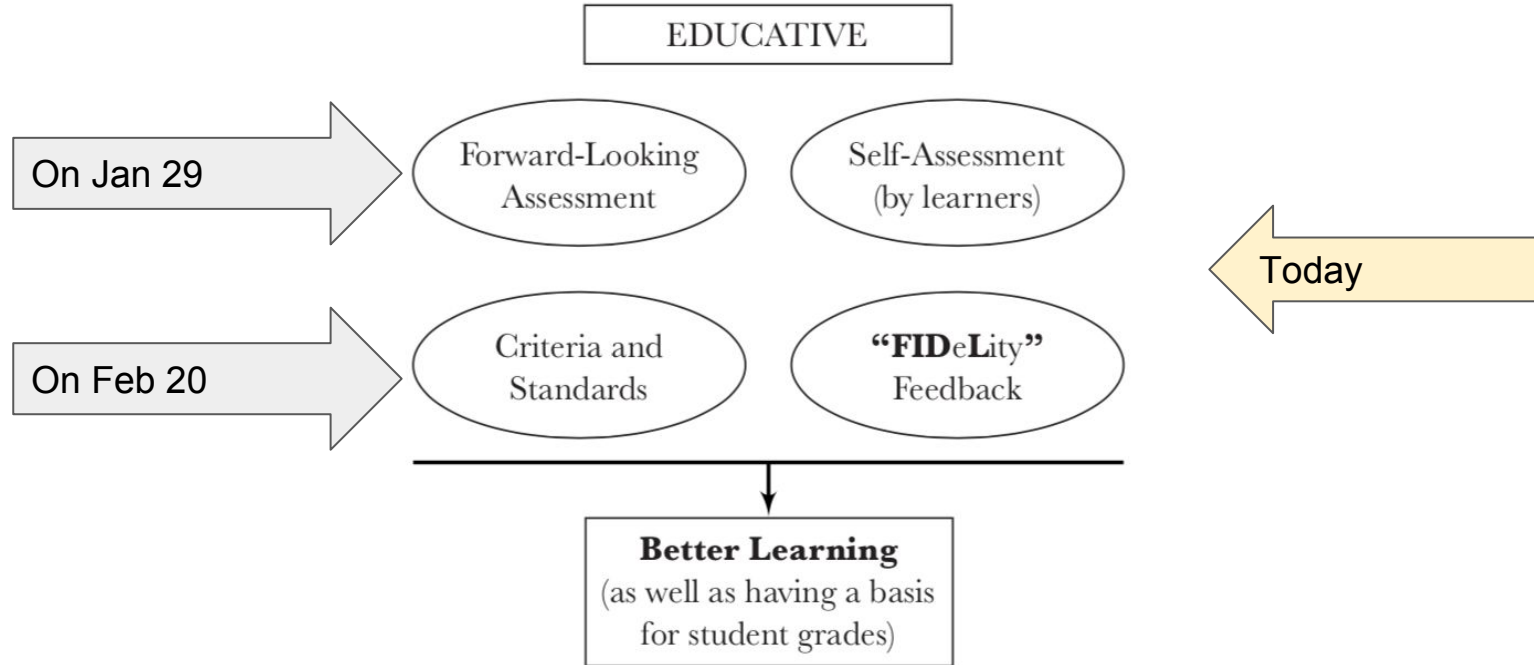 EDUCATIVE
On Jan 29
Forward-Looking
Assessment
Self-Assessment
(by learners)
Today
On Feb 20
Criteria and
Standards
“FIDeLity”
Feedback
Better Learning
(as well as having a basis
for student grades)